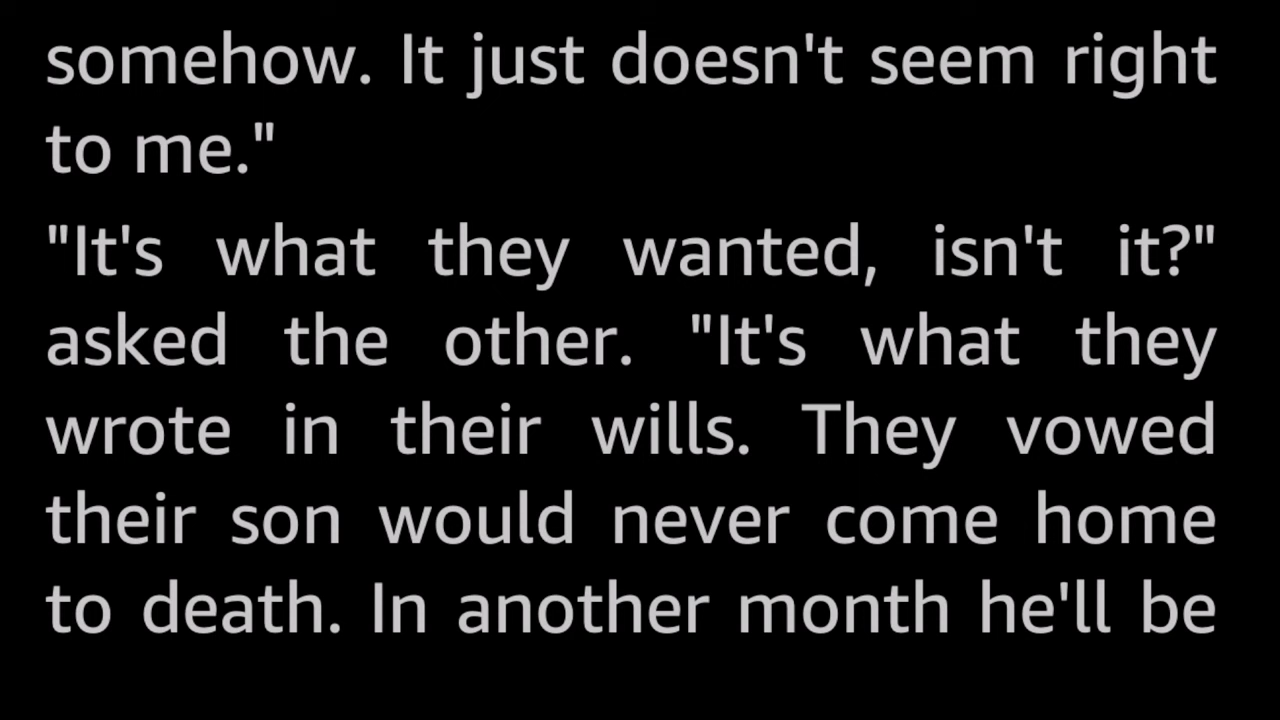 somehow. It just doesn't seem right
to me."
"It's what they wanted, isn't it?"
asked the other. "It's what they
wrote in their wills. They vowed
their son would never come home
to death. In another month he'll be